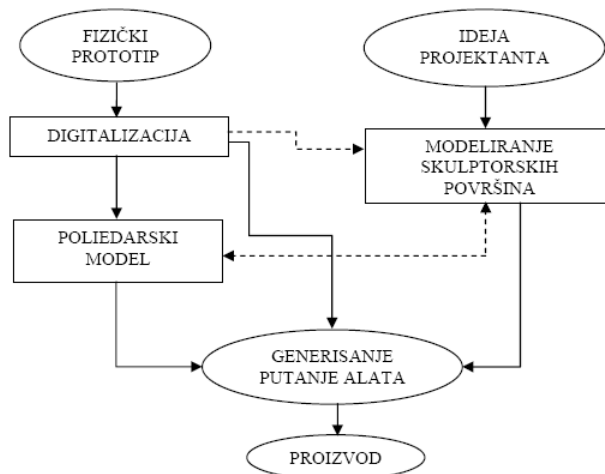 FIZIČKI
PROTOTIP
IDEJA
PROJEKTANTA
DIGITALIZACIJA
MODELIRANJE
SKULPTORSKIH
POVRŠINA
POLIEDARSKI
MODEL
GENERISANJE
PUTANJE ALATA
PROIZVOD